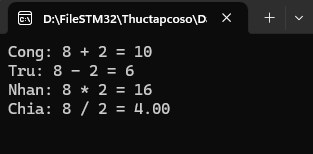 D:\FileSTM32\Thuctapcoso\Da
Cong: 8 + 2 = 10
Tru: 8 - 2 = 6
Nhan: 8 * 2 = 16
Chia: 8 / 2 = 4.00